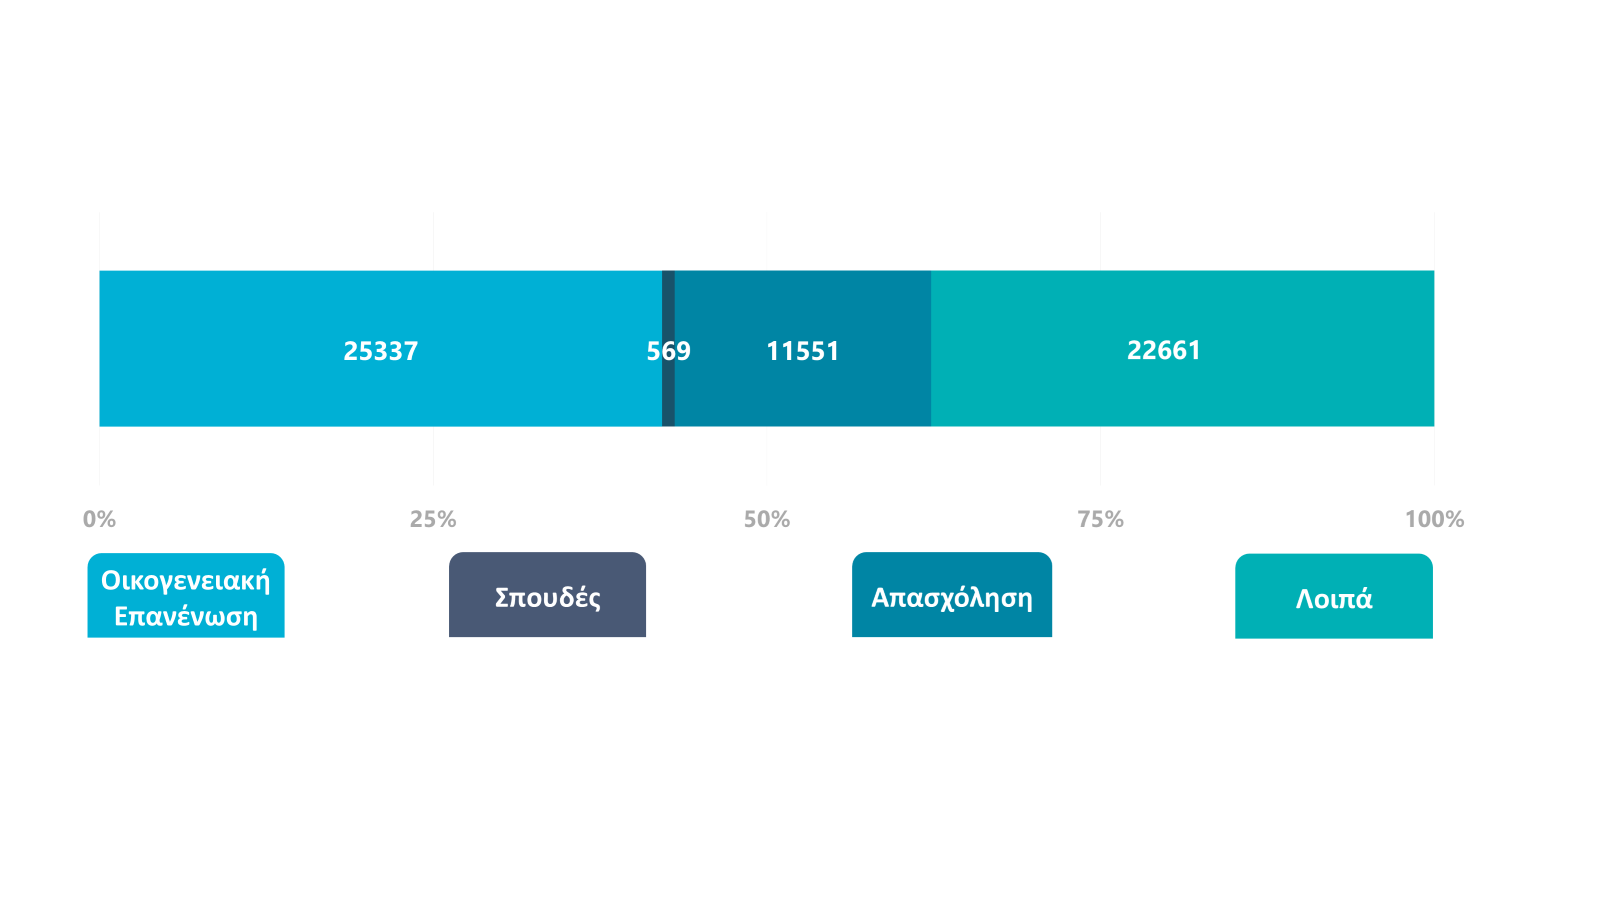 25337 569 11551 22661
0% 25% 50% 75% 100%
Οικογενειακή
Επανένωση
Σπουδές
Απασχόληση
Λοιπά